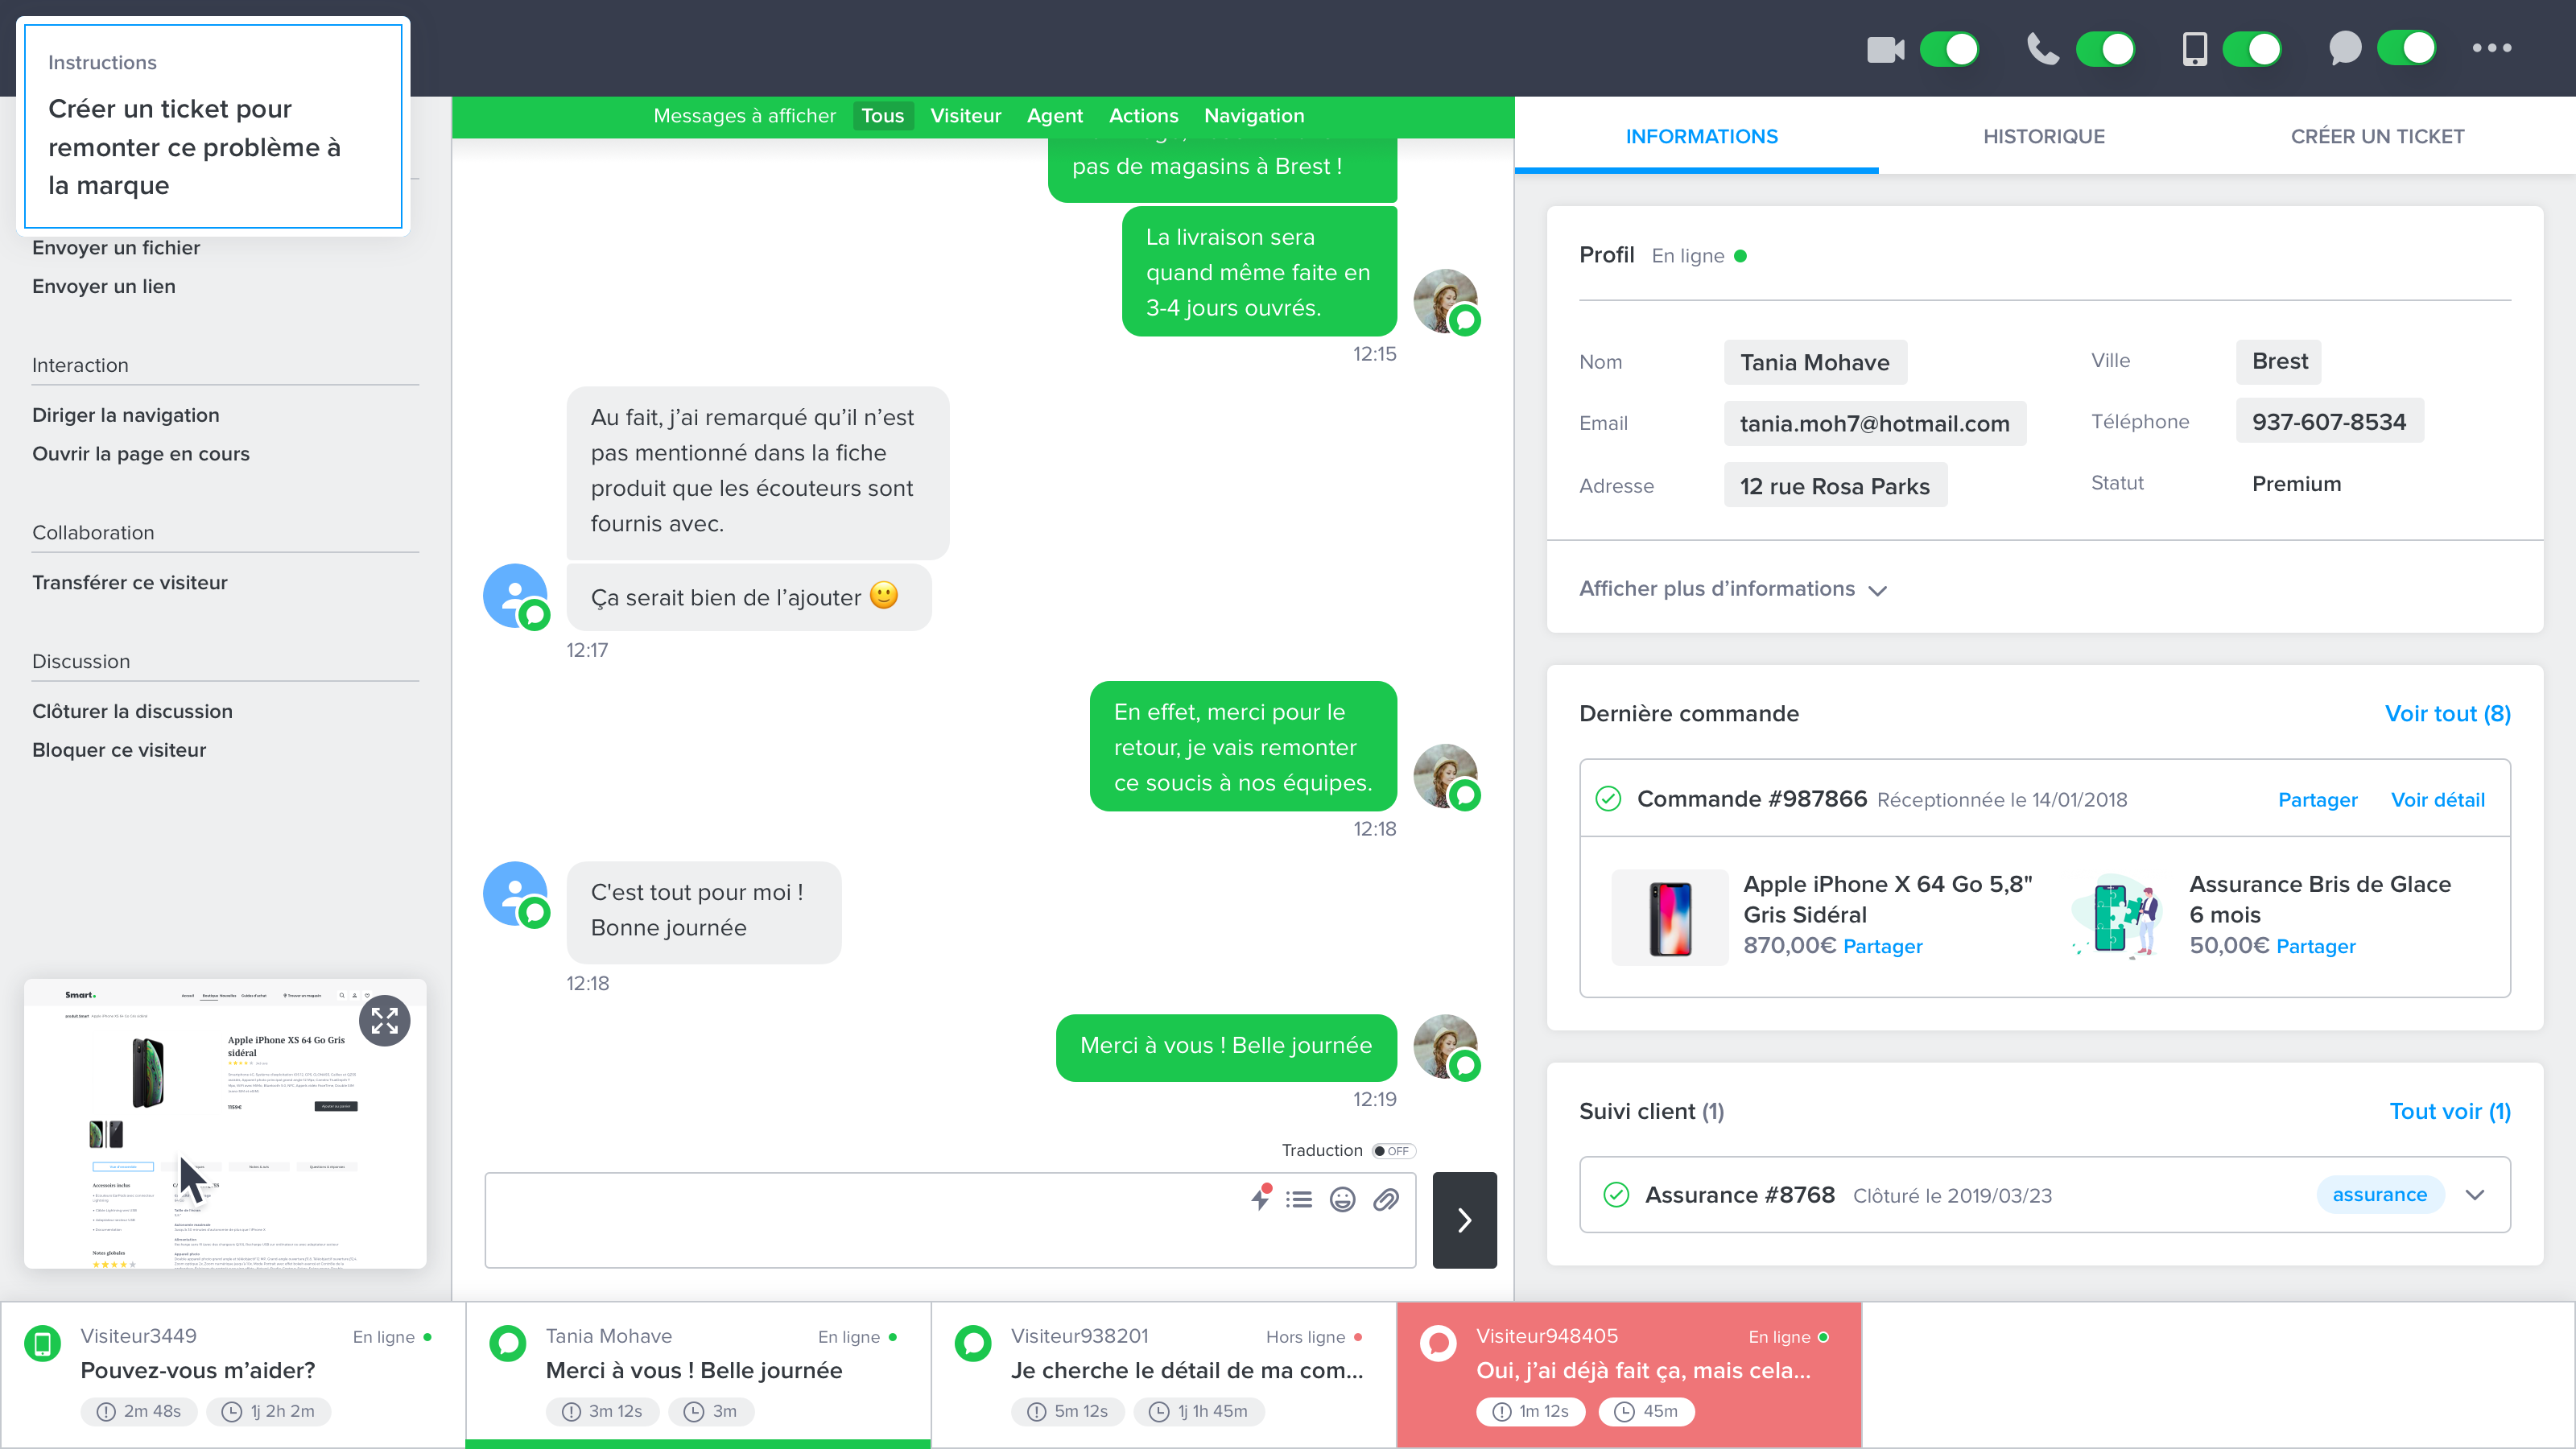 Instructions
Créer un ticket pour
remonter ce problème à
la marque
Envoyer un fichier
Envoyer un lien
Interaction
Diriger la navigation
Ouvrir la page en cours
Collaboration
Transférer ce visiteur
Discussion
Clôturer la discussion
Bloquer ce visiteur
Smart.
Apple iPhone XS 64 Go Gris
sidéral
1159€
Accessoires inclus
Notes globales
Messages à afficher Tous Visiteur Agent Actions Navigation
pas de magasins à Brest !
La livraison sera
quand même faite en
3-4 jours ouvrés.
12:15
Au fait, j’ai remarqué qu’il n’est
pas mentionné dans la fiche
produit que les écouteurs sont
fournis avec.
Ça serait bien de l’ajouter 🙂
12:17
En effet, merci pour le
retour, je vais remonter
ce soucis à nos équipes.
12:18
C'est tout pour moi !
Bonne journée
12:18
Merci à vous ! Belle journée
12:19
Traduction OFF
INFORMATIONS HISTORIQUE CRÉER UN TICKET
Profil En ligne
Nom Tania Mohave Ville Brest
Email tania.moh7@hotmail.com Téléphone 937-607-8534
Adresse 12 rue Rosa Parks Statut Premium
Afficher plus d’informations
Dernière commande Voir tout (8)
Commande #987866 Réceptionnée le 14/01/2018 Partager Voir détail
Apple iPhone X 64 Go 5,8"
Gris Sidéral
870,00€ Partager
Assurance Bris de Glace
6 mois
50,00€ Partager
Suivi client (1) Tout voir (1)
Assurance #8768 Clôturé le 2019/03/23 assurance
Visiteur3449 En ligne
Pouvez-vous m’aider?
2m 48s 1j 2h 2m
Tania Mohave En ligne
Merci à vous ! Belle journée
3m 12s 3m
Visiteur938201 Hors ligne
Je cherche le détail de ma com...
5m 12s 1j 1h 45m
Visiteur948405 En ligne
Oui, j’ai déjà fait ça, mais cela...
1m 12s 45m